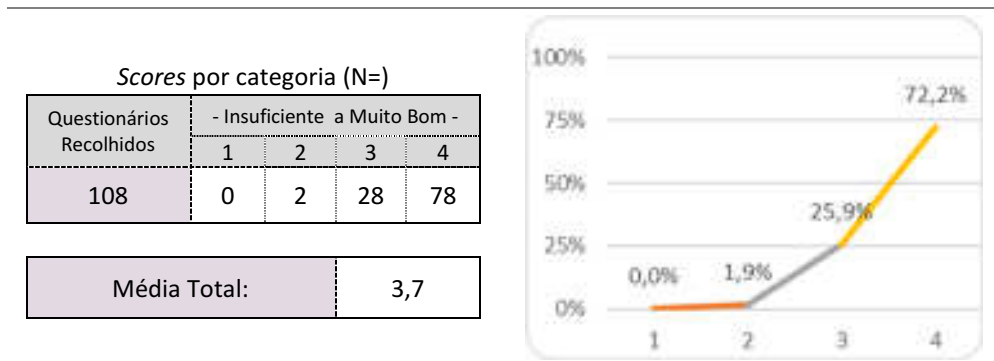 Scores por categoria (N=)
Questionários Recolhidos
- Insuficiente a Muito Bom -
1 2 3 4
108 0 2 28 78
Média Total: 3,7
100%
75%
50%
25%
0%
0,0%
1,9%
25,9%
72,2%
1 2 3 4